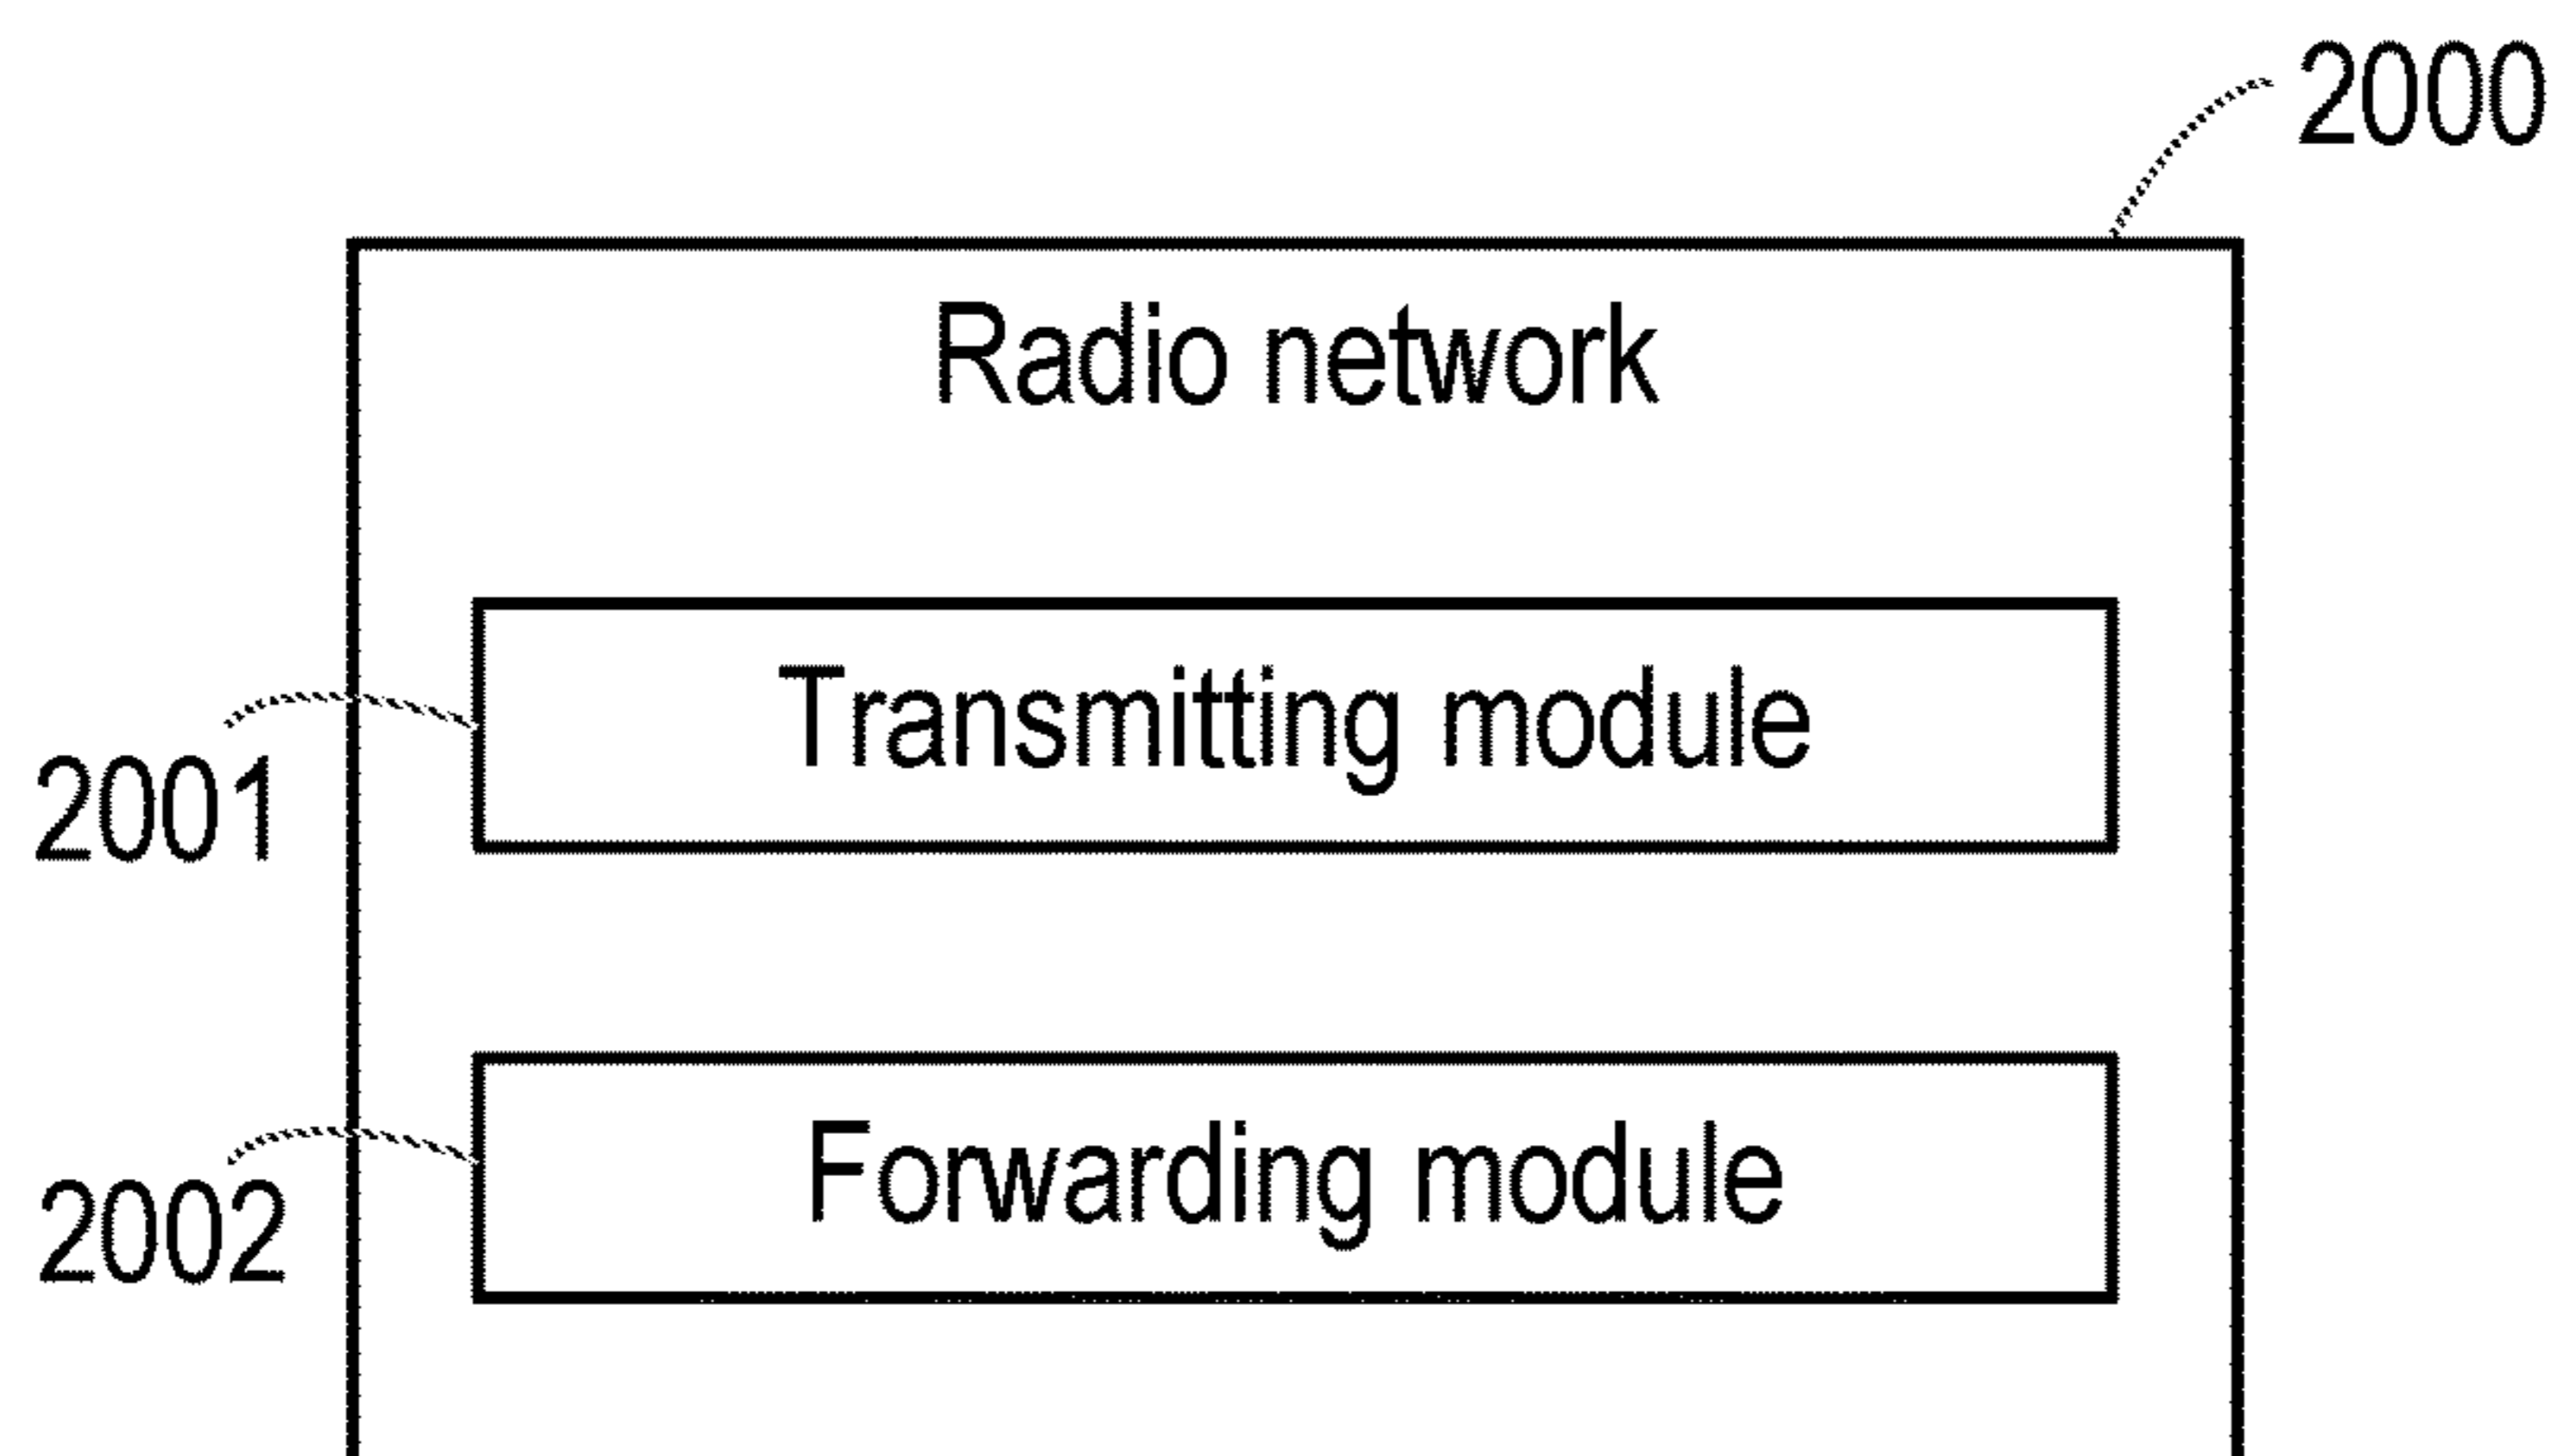 2000
Radio network
Transmitting module
2001
Forwarding module
2002